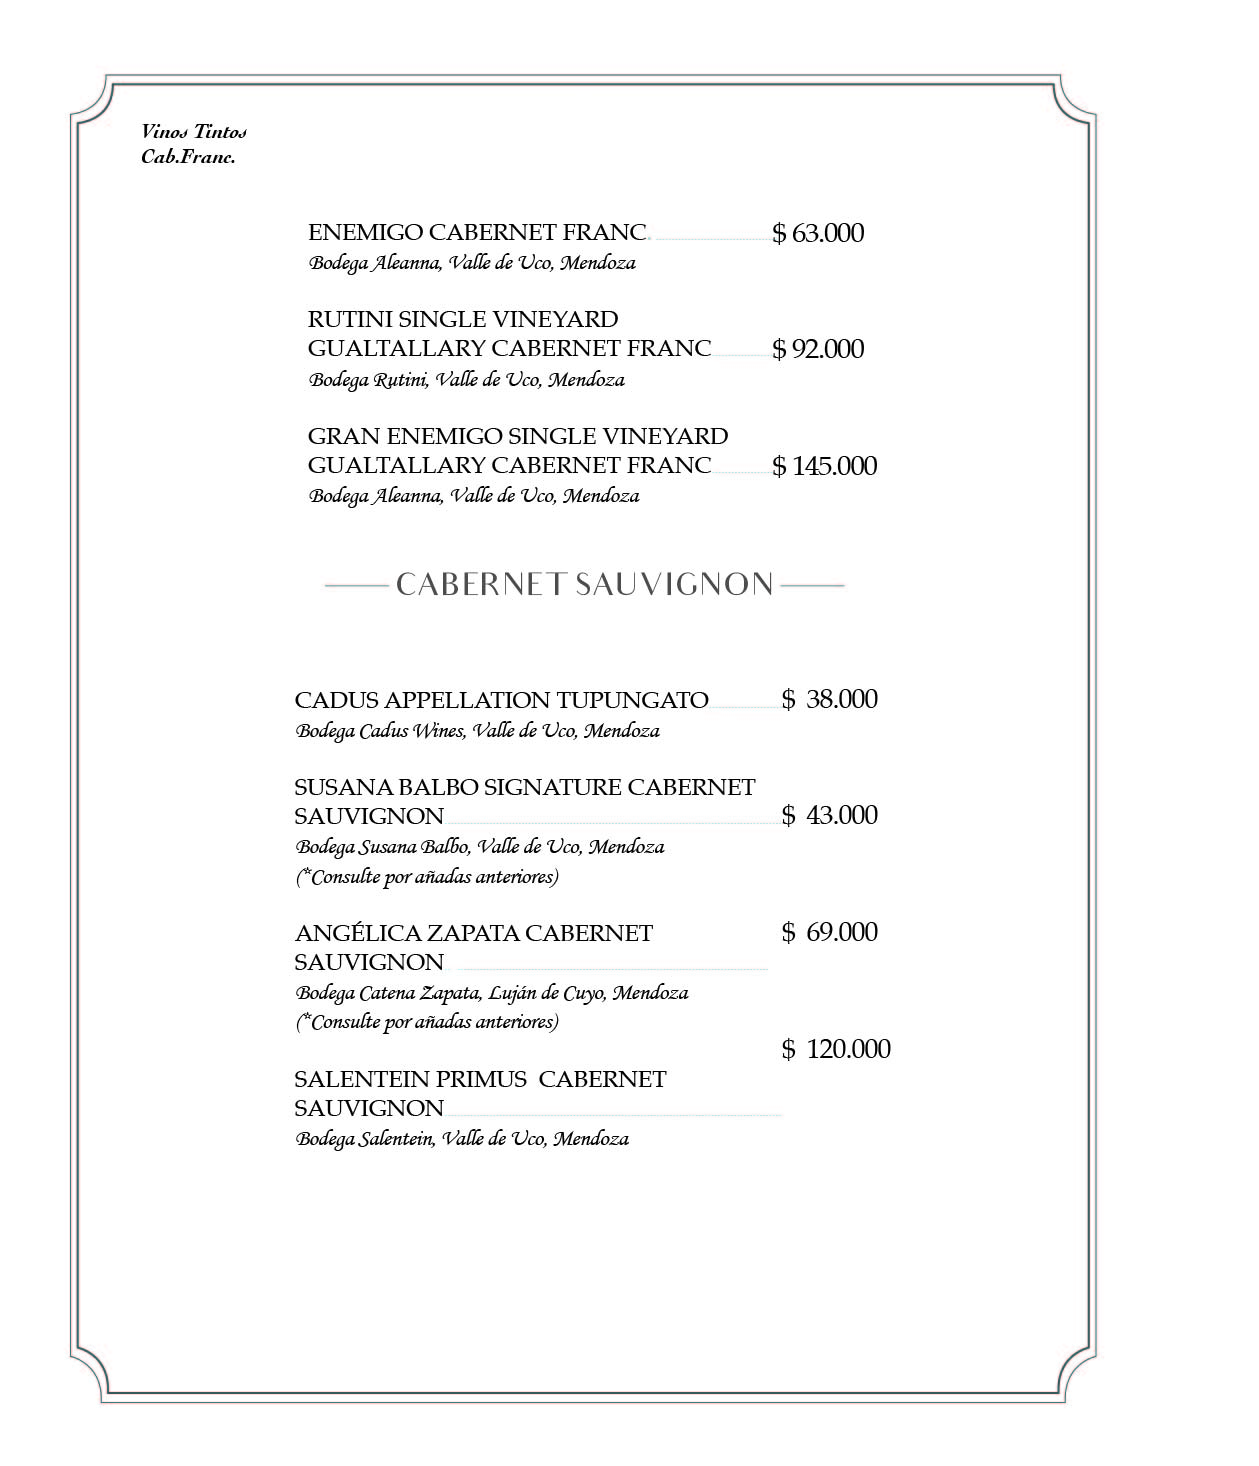 Vinos Tintos
Cab.Franc.
ENEMIGO CABERNET FRANC $ 63.000
Bodega Aleanna, Valle de Uco, Mendoza
RUTINI SINGLE VINEYARD
GUALTALLARY CABERNET FRANC $ 92.000
Bodega Rutini, Valle de Uco, Mendoza
GRAN ENEMIGO SINGLE VINEYARD
GUALTALLARY CABERNET FRANC $ 145.000
Bodega Aleanna, Valle de Uco, Mendoza
CABERNET SAUVIGNON
CADUS APPELLATION TUPUNGATO $ 38.000
Bodega Cadus Wines, Valle de Uco, Mendoza
SUSANA BALBO SIGNATURE CABERNET
SAUVIGNON $ 43.000
Bodega Susana Balbo, Valle de Uco, Mendoza
(*Consulte por añadas anteriores)
ANGÉLICA ZAPATA CABERNET $ 69.000
SAUVIGNON
Bodega Catena Zapata, Luján de Cuyo, Mendoza
(*Consulte por añadas anteriores)
$ 120.000
SALENTEIN PRIMUS CABERNET
SAUVIGNON
Bodega Salentein, Valle de Uco, Mendoza